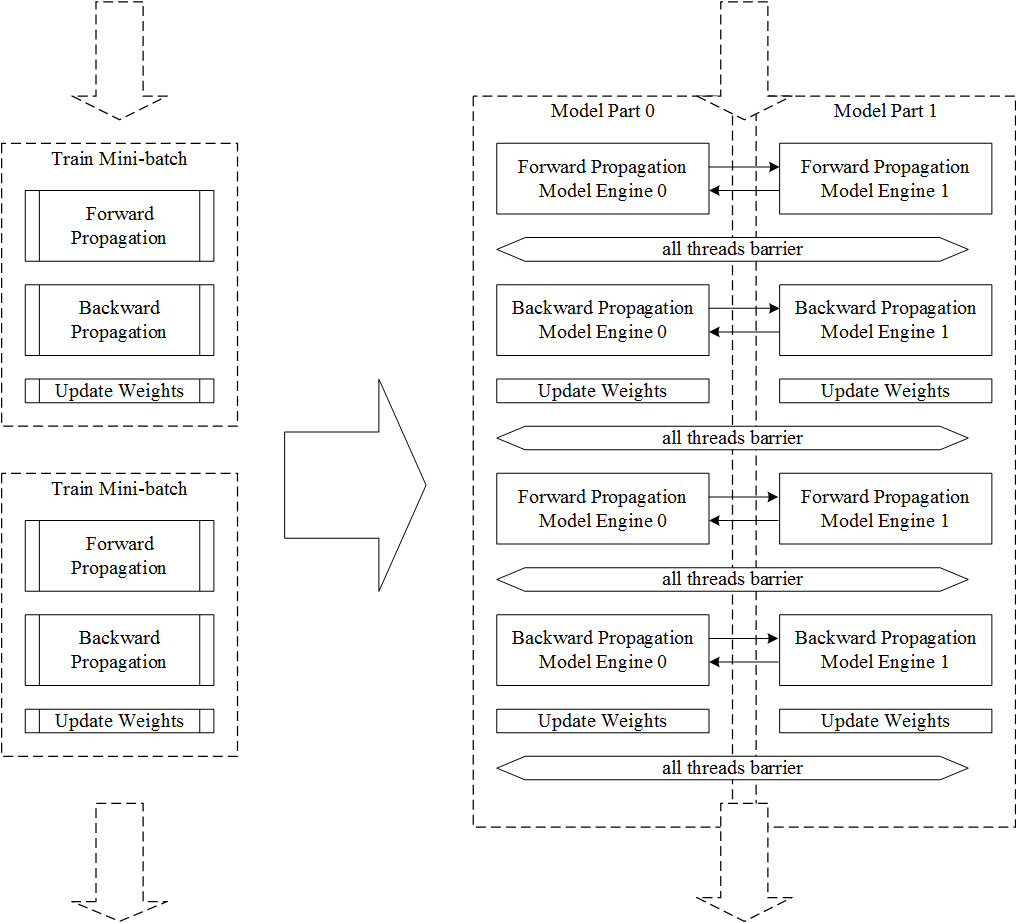 Train Mini-batch
Forward
Propagation
Backward
Propagation
Update Weights
Train Mini-batch
Forward
Propagation
Backward
Propagation
Update Weights
Model Part 0
Model Part 1
Forward Propagation
Model Engine 0
Forward Propagation
Model Engine 1
all threads barrier
Backward Propagation
Model Engine 0
Backward Propagation
Model Engine 1
Update Weights
Update Weights
all threads barrier
Forward Propagation
Model Engine 0
Forward Propagation
Model Engine 1
all threads barrier
Backward Propagation
Model Engine 0
Backward Propagation
Model Engine 1
Update Weights
Update Weights
all threads barrier